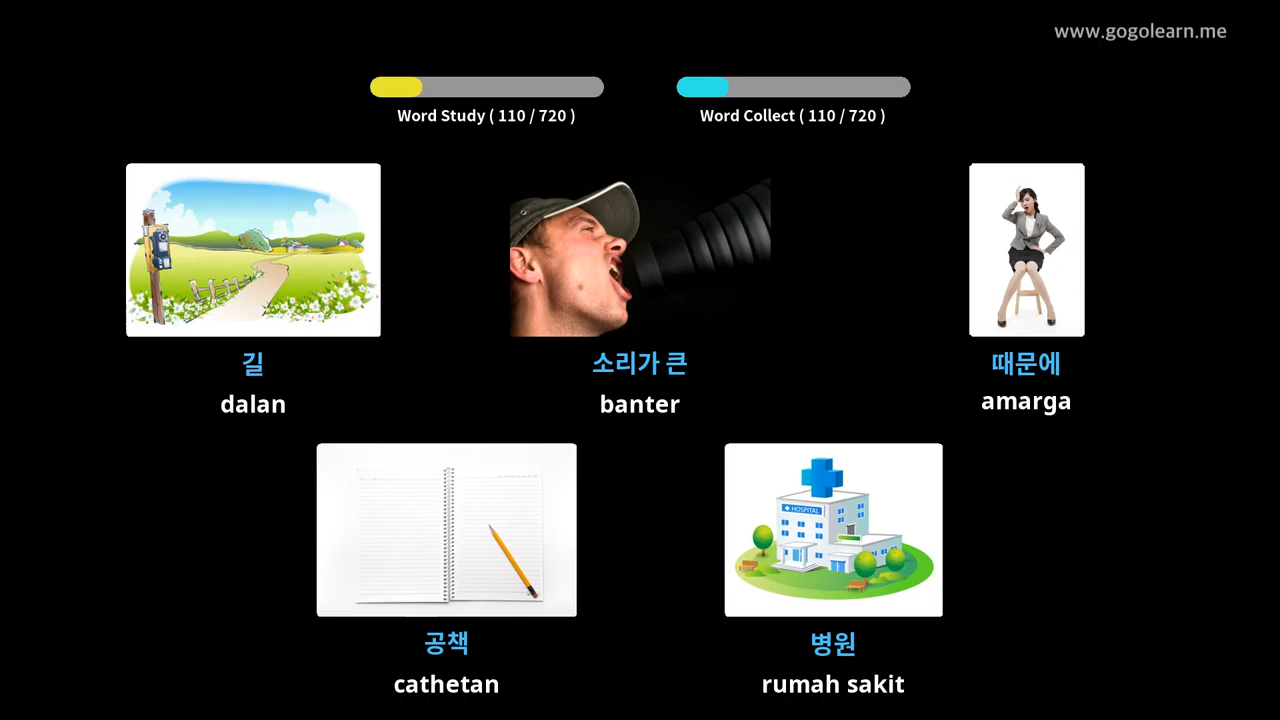 www.gogolearn.me
Word Study ( 110 / 720 )
Word Collect ( 110 / 720 )
길
dalan
소리가 큰
banter
때문에
amarga
HOSPITAL
공책
cathetan
병원
rumah sakit